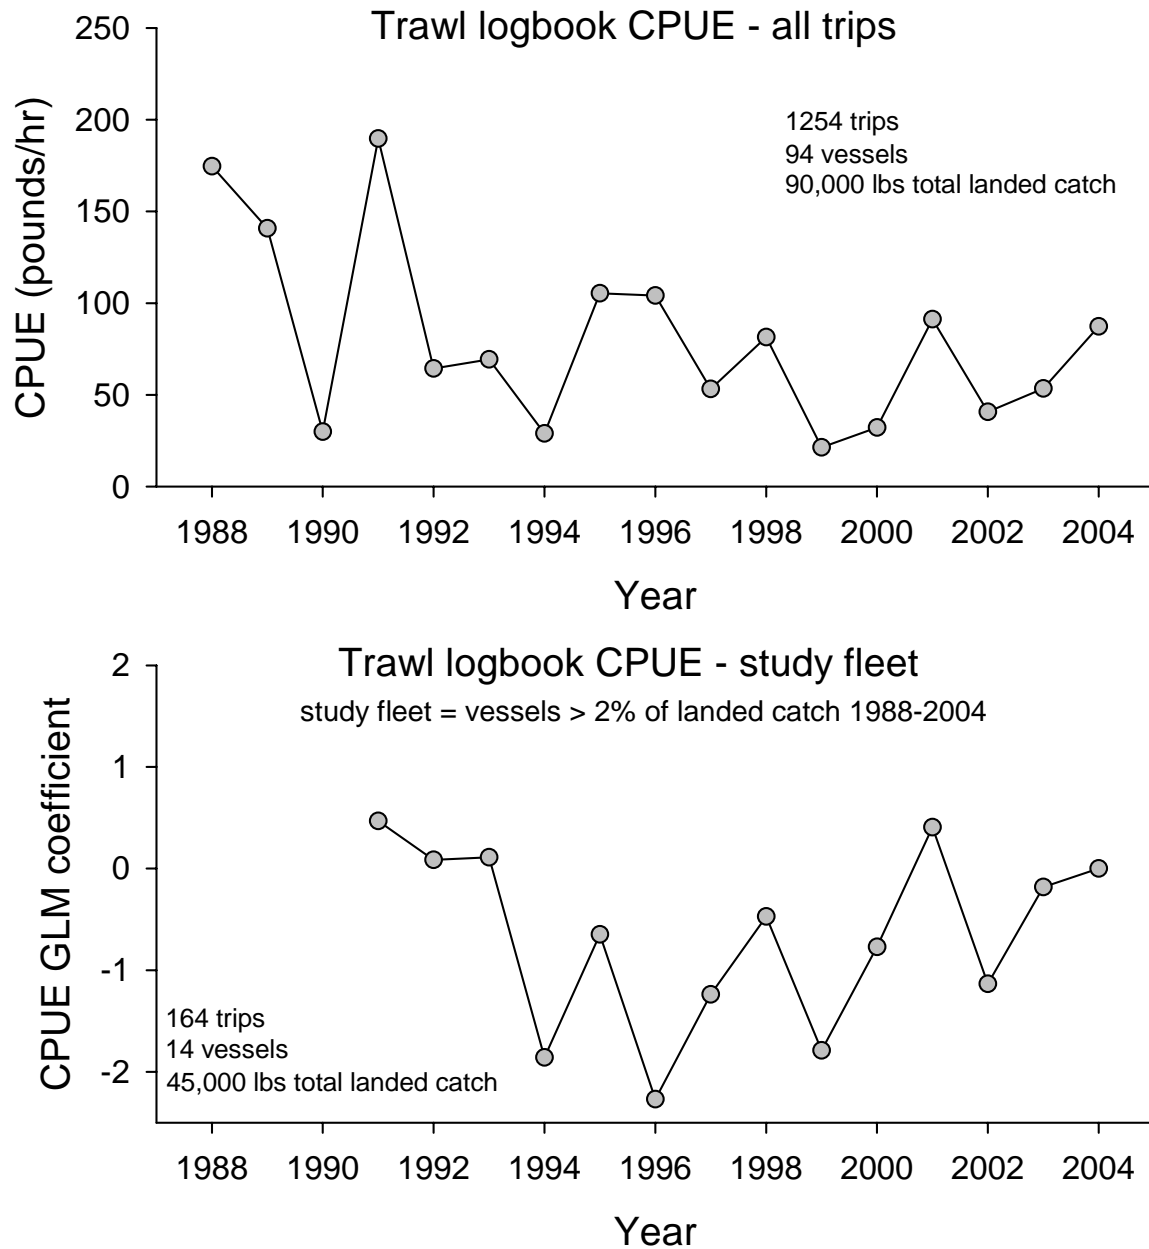 Trawl logbook CPUE - all trips
250
200
150
100
50
0
CPUE (pounds/hr)
1254 trips
94 vessels
90,000 lbs total landed catch
1988 1990 1992 1994 1996 1998 2000 2002 2004
Year
Trawl logbook CPUE - study fleet
study fleet = vessels > 2% of landed catch 1988-2004
2
1
0
-1
-2
CPUE GLM coefficient
164 trips
14 vessels
45,000 lbs total landed catch
1988 1990 1992 1994 1996 1998 2000 2002 2004
Year